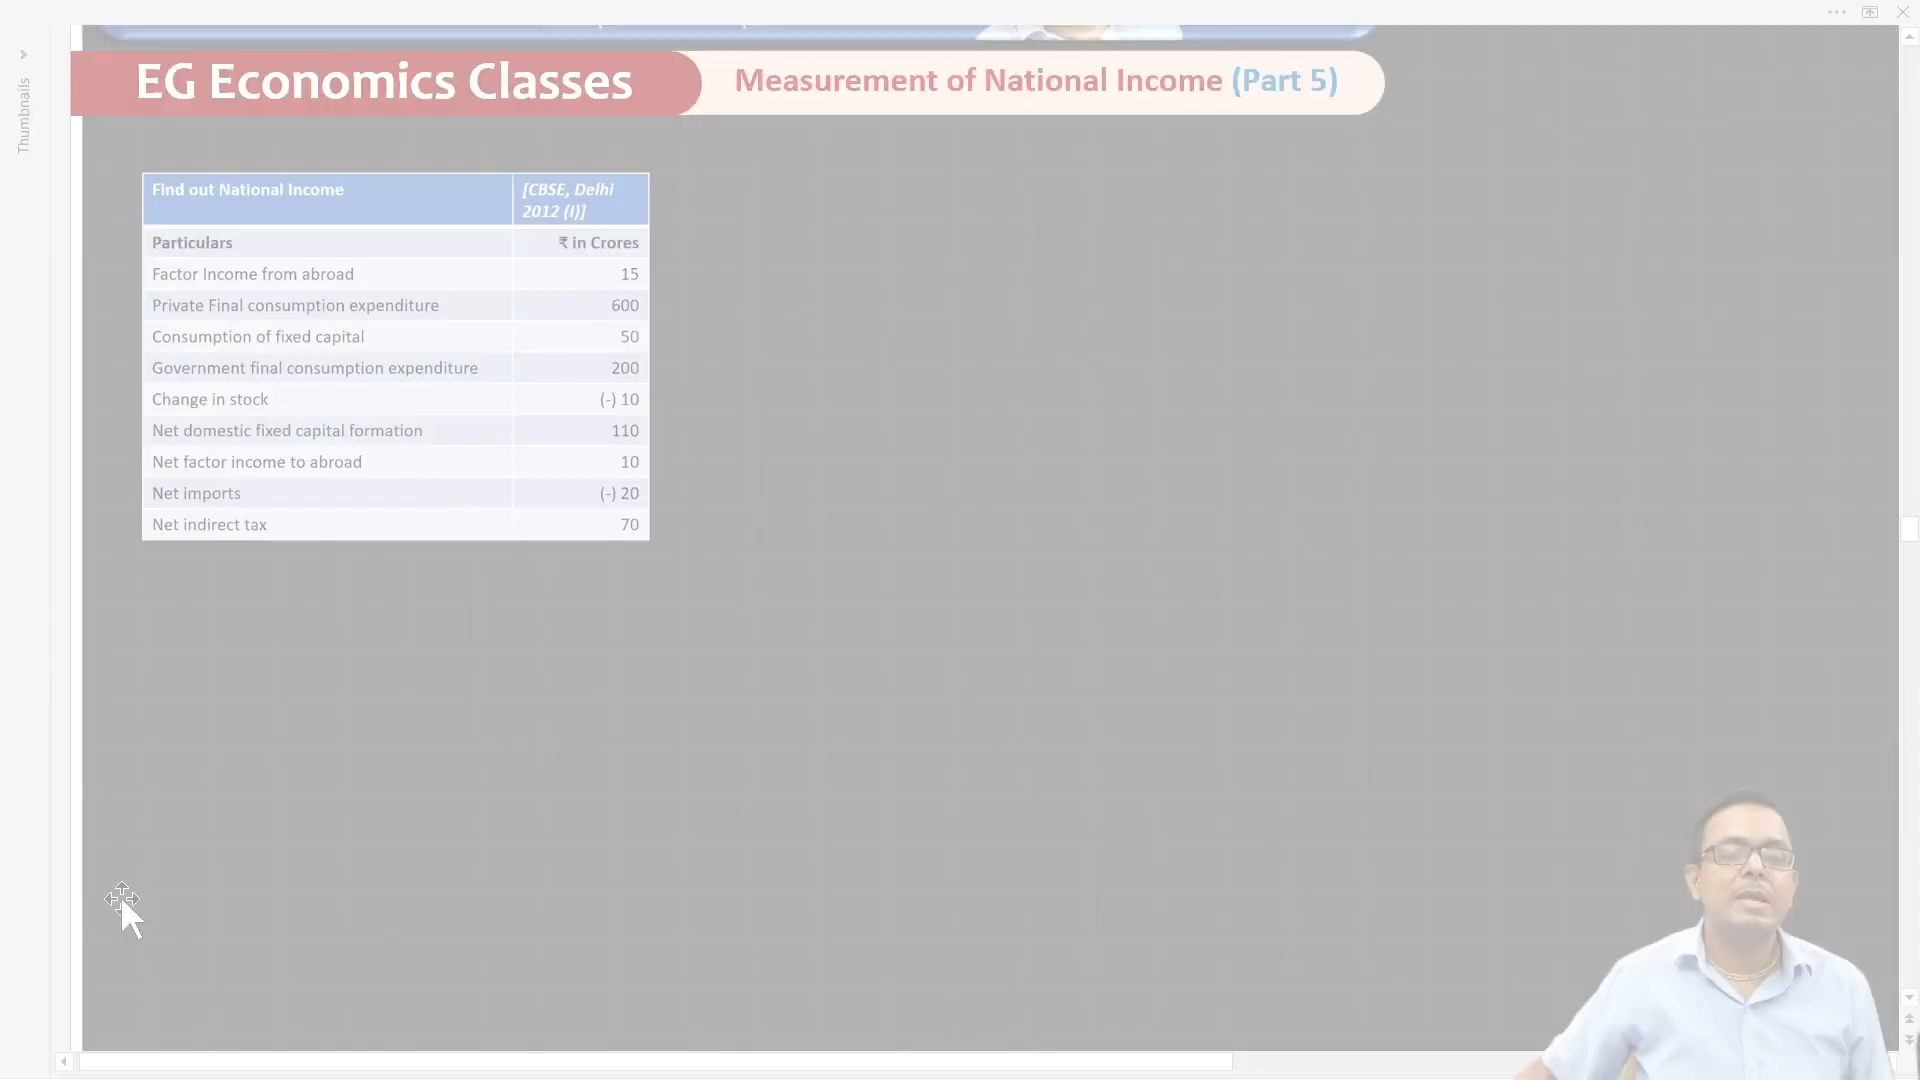 EG Economics Classes
Measurement of National Income (Part 5)
Thumbnails
Find out National Income [CBSE, Delhi
2012 (I)]
Particulars ₹ in Crores
Factor Income from abroad 15
Private Final consumption expenditure 600
Consumption of fixed capital 50
Government final consumption expenditure 200
Change in stock (-) 10
Net domestic fixed capital formation 110
Net factor income to abroad 10
Net imports (-) 20
Net indirect tax 70